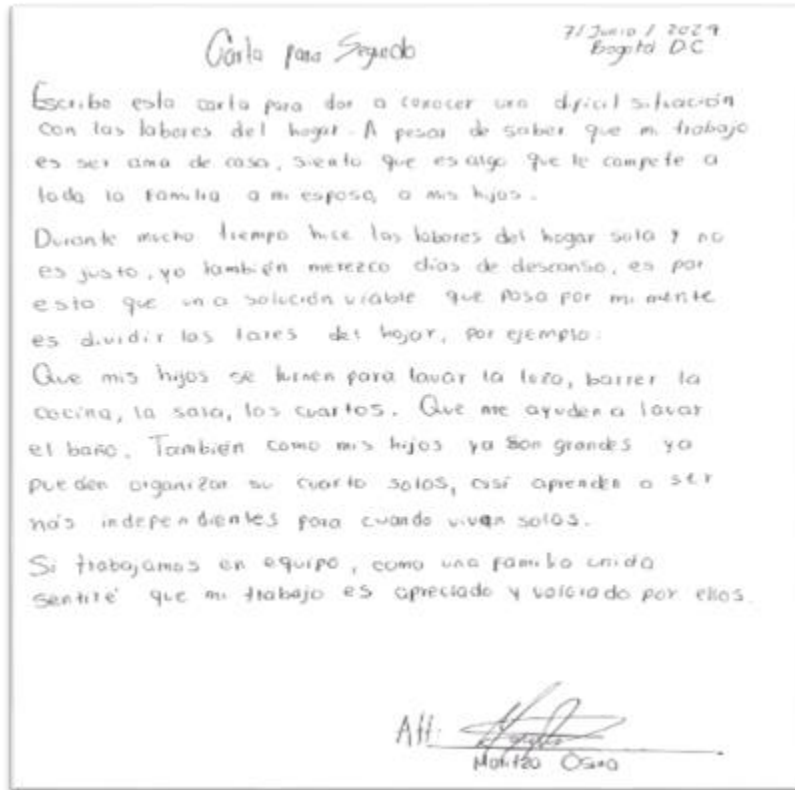 Carta para Segundo
7/Junio/2024
Bogotá DC
Escribo esta carta para dar a conocer una difícil situación
con las labores del hogar. A pesar de saber que mi trabajo
es ser ama de casa, siento que es algo que le compete a
toda la familia a mi esposo, a mis hijos.
Durante mucho tiempo hice las labores del hogar sola y no
es justo, yo también merezco días de descanso, es por
esto que una solución viable que pasa por mi mente
es dividir las tares del hojar, por ejemplo:
Que mis hijos se turnen para lavar la loza, barrer la
cocina, la sala, los cuartos. Que me ayuden a lavar
el baño. También como mis hijos ya son grandes ya
pueden organizar su cuarto solos, así aprenden a ser
más independientes para cuando vivan solos.
Si trabajamos en equipo, como una familia unida
sentiré que mi trabajo es apreciado y valorado por ellos.
Att: